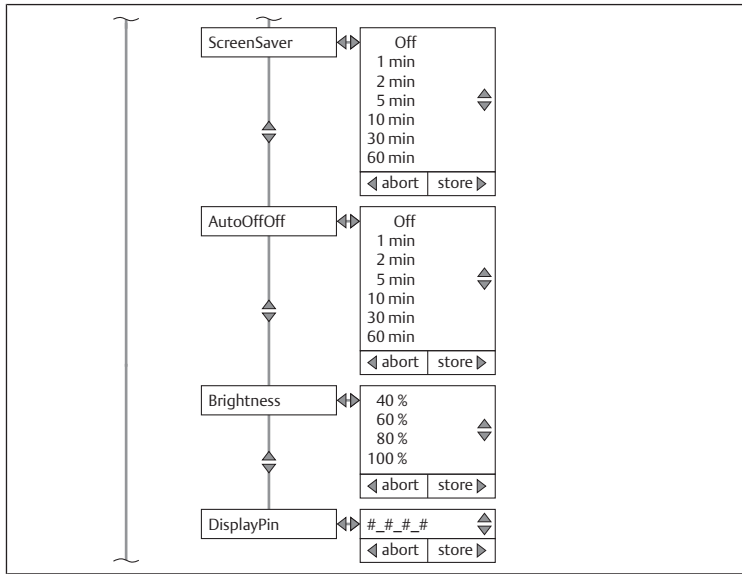 ScreenSaver
Off
1 min
2 min
5 min
10 min
30 min
60 min
abort store
AutoOffOff
Off
1 min
2 min
5 min
10 min
30 min
60 min
abort store
Brightness
40 %
60 %
80 %
100 %
abort store
DisplayPin #_#_#_#
abort store